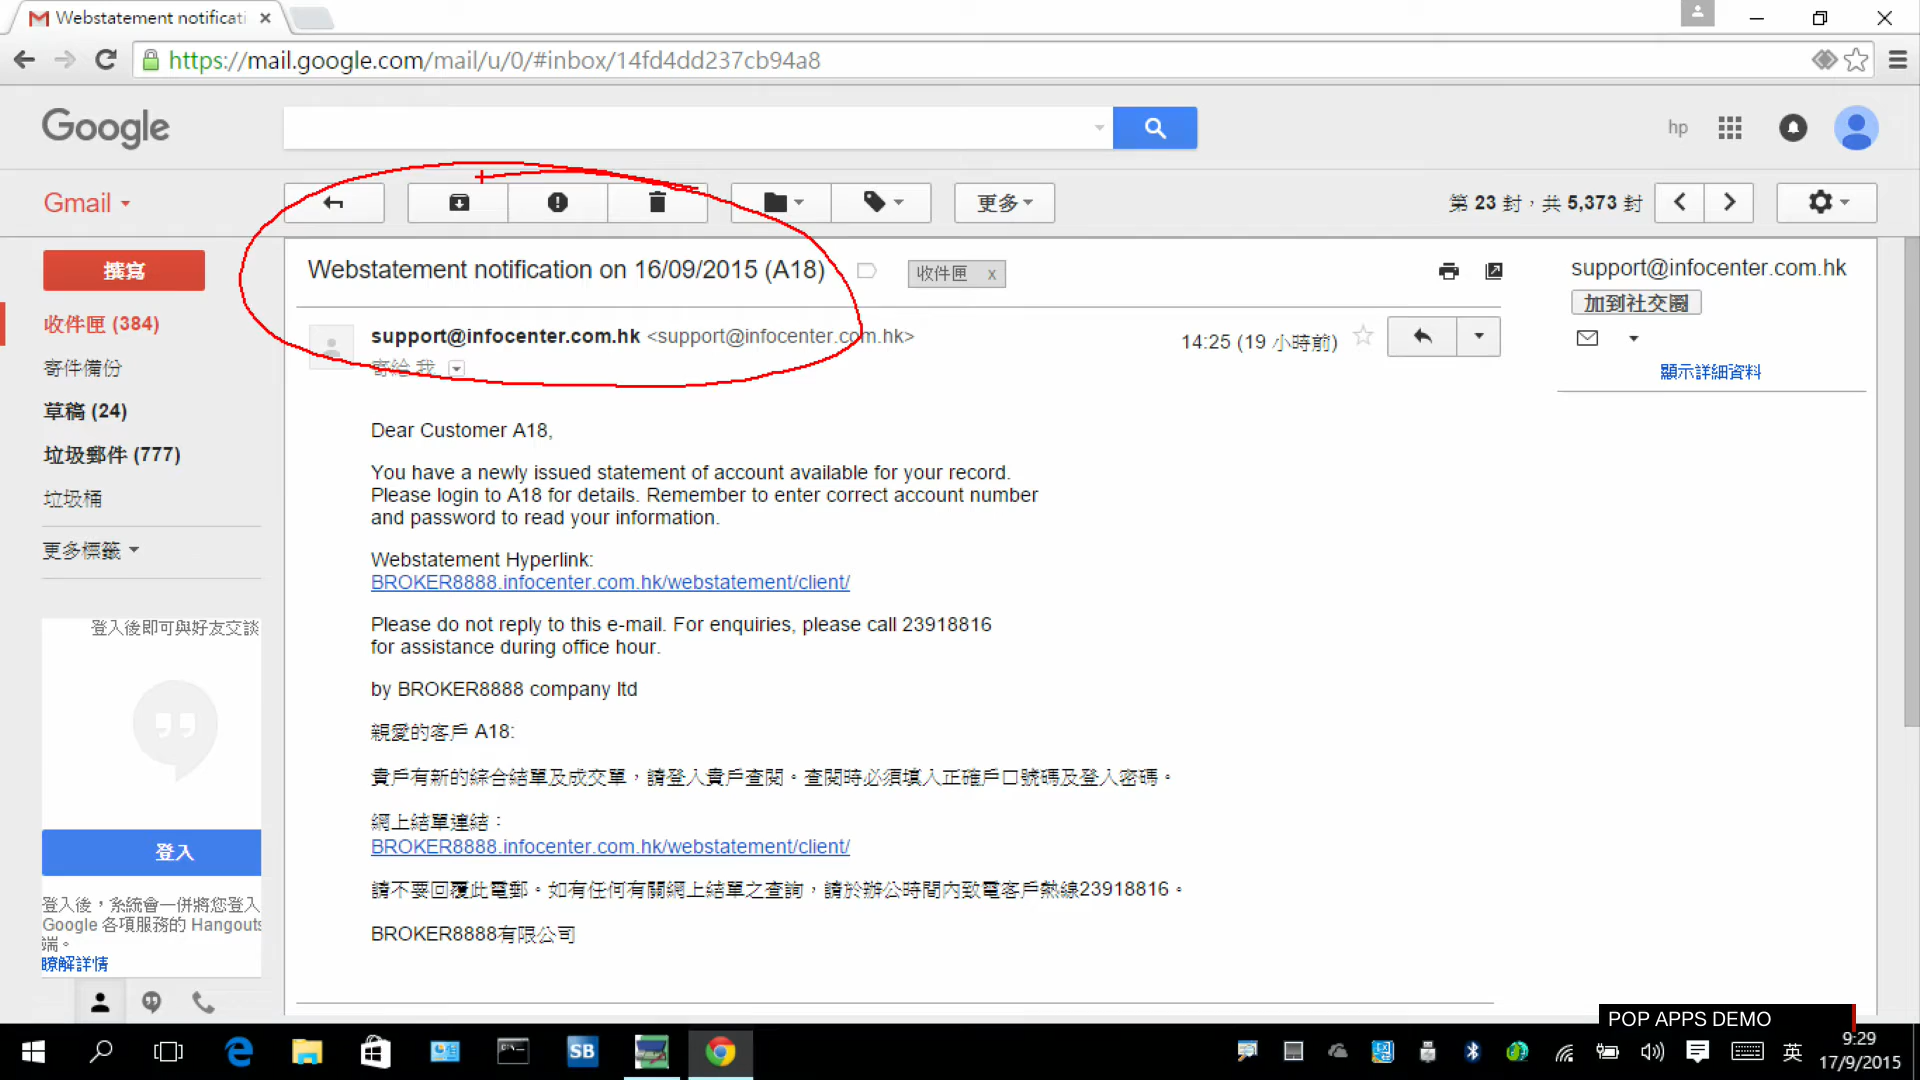 Webstatement notificati
https://mail.google.com/mail/u/0/#inbox/14fd4dd237cb94a8
Google
hp
Gmail
更多
第 23 封，共 5,373 封
撰寫
收件匣 (384)
寄件備份
草稿 (24)
垃圾郵件 (777)
垃圾桶
更多標籤
登入後即可與好友交談
登入
登入後，系統會一併將您登入
Google 各項服務的 Hangouts
端。
瞭解詳情
Webstatement notification on 16/09/2015 (A18)
收件匣 x
support@infocenter.com.hk <support@infocenter.com.hk>
寄給 我
14:25 (19 小時前)
support@infocenter.com.hk
加到社交圈
顯示詳細資料
Dear Customer A18,
You have a newly issued statement of account available for your record.
Please login to A18 for details. Remember to enter correct account number
and password to read your information.
Webstatement Hyperlink:
BROKER8888.infocenter.com.hk/webstatement/client/
Please do not reply to this e-mail. For enquiries, please call 23918816
for assistance during office hour.
by BROKER8888 company ltd
親愛的客戶 A18:
貴戶有新的綜合結單及成交單，請登入貴戶查閱。查閱時必須填入正確戶口號碼及登入密碼。
網上結單連結：
BROKER8888.infocenter.com.hk/webstatement/client/
請不要回覆此電郵。如有任何有關網上結單之查詢，請於辦公時間內致電客戶熱線23918816。
BROKER8888有限公司
POP APPS DEMO
SB
英
9:29
17/9/2015